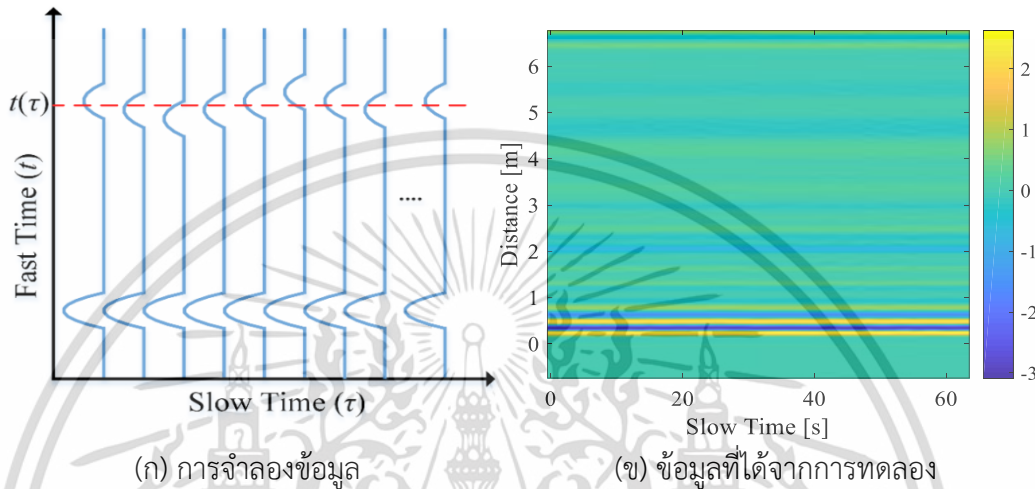 t(τ)
Fast Time (t)
....
Slow Time (τ)
(ก) การจำลองข้อมูล
6
5
4
3
2
1
0
Distance [m]
0 20 40 60
Slow Time [s]
2
1
0
-1
-2
-3
(ข) ข้อมูลที่ได้จากการทดลอง